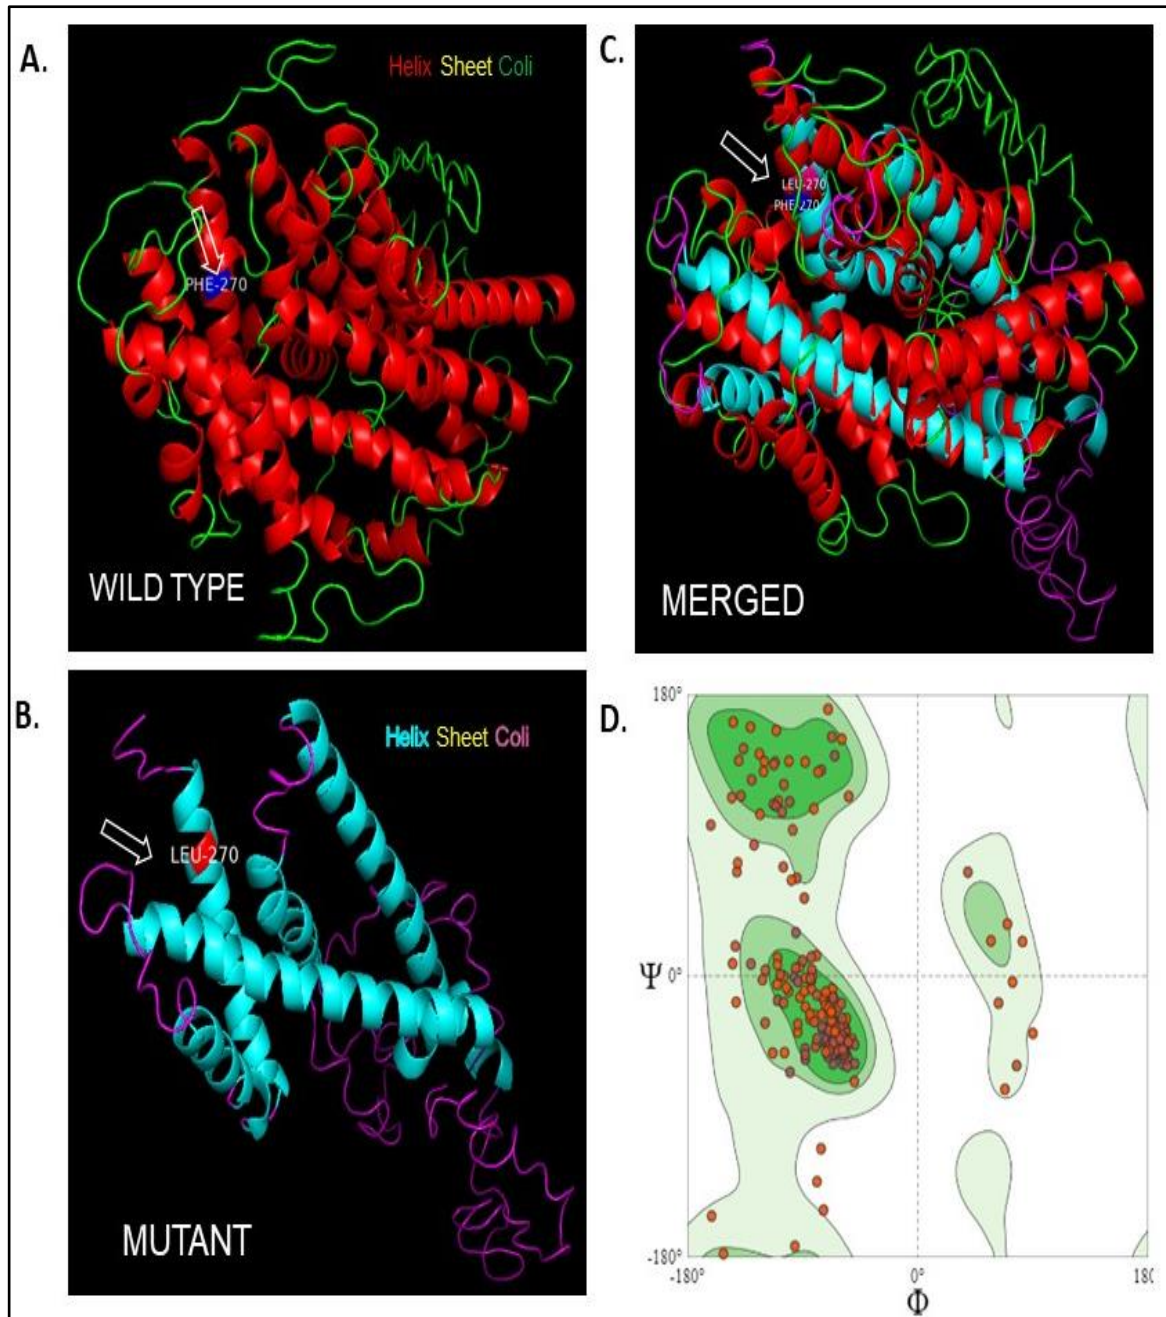 A.
Helix Sheet Coli
PHE-270
WILD TYPE
B.
Helix Sheet Coli
LEU-270
MUTANT
C.
LEU-270
PHE-270
MERGED
D.
180°
Ψ 0°
-180°
-180° 0° 180
Φ